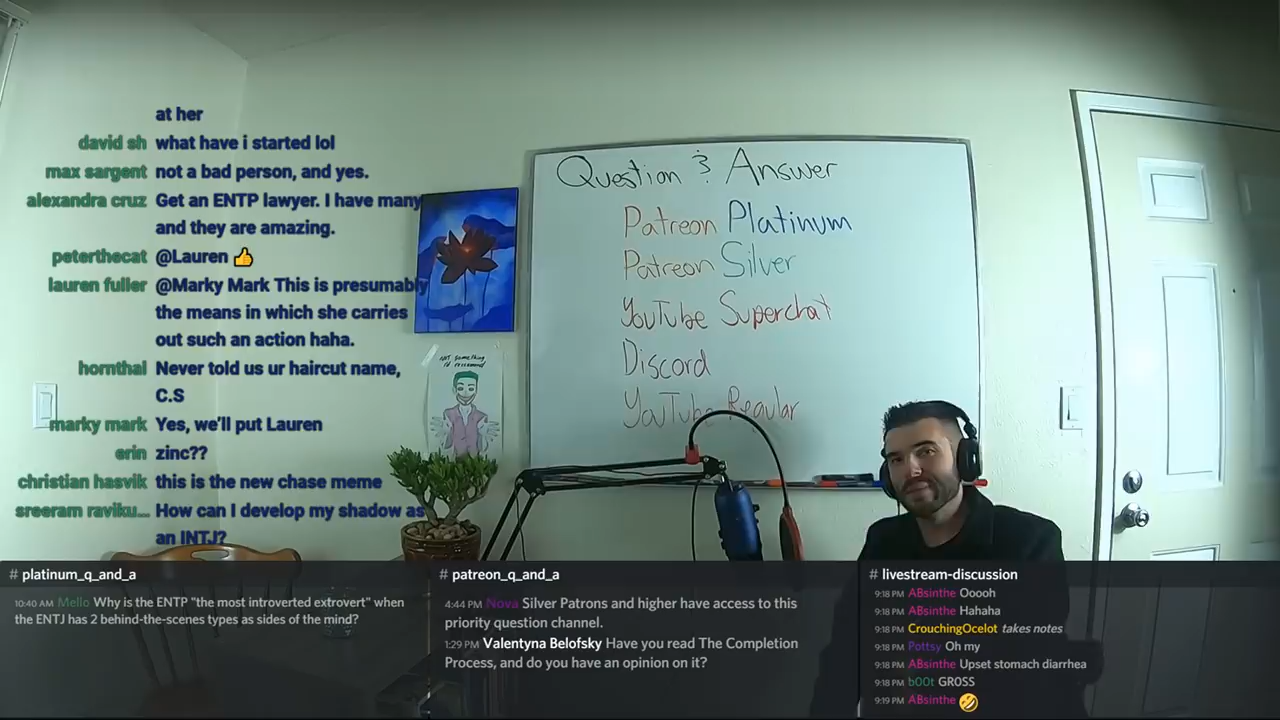 at her
david sh what have i started lol
max sargent not a bad person, and yes.
alexandra cruz Get an ENTP lawyer. I have many
and they are amazing.
peterthecat @Lauren 👍
lauren fuller @Marky Mark This is presumably
the means in which she carries
out such an action haha.
hornthal Never told us ur haircut name,
C.S
marky mark Yes, we'll put Lauren
erin zinc??
christian hasvik this is the new chase meme
sreeram raviku... How can I develop my shadow as
an INTJ?
Question & Answer
Patreon Platinum
Patreon Silver
YouTube Superchat
Discord
YouTube Regular
NOT Something
I'd recommend
# platinum_q_and_a
10:40 AM Mello Why is the ENTP "the most introverted extrovert" when
the ENTJ has 2 behind-the-scenes types as sides of the mind?
# patreon_q_and_a
4:44 PM Nova Silver Patrons and higher have access to this
priority question channel.
1:29 PM Valentyna Belofsky Have you read The Completion
Process, and do you have an opinion on it?
# livestream-discussion
9:18 PM ABsinthe Ooooh
9:18 PM ABsinthe Hahaha
9:18 PM CrouchingOcelot takes notes
9:18 PM Pottsy Oh my
9:18 PM ABsinthe Upset stomach diarrhea
9:18 PM b00t GROSS
9:19 PM ABsinthe 🤣